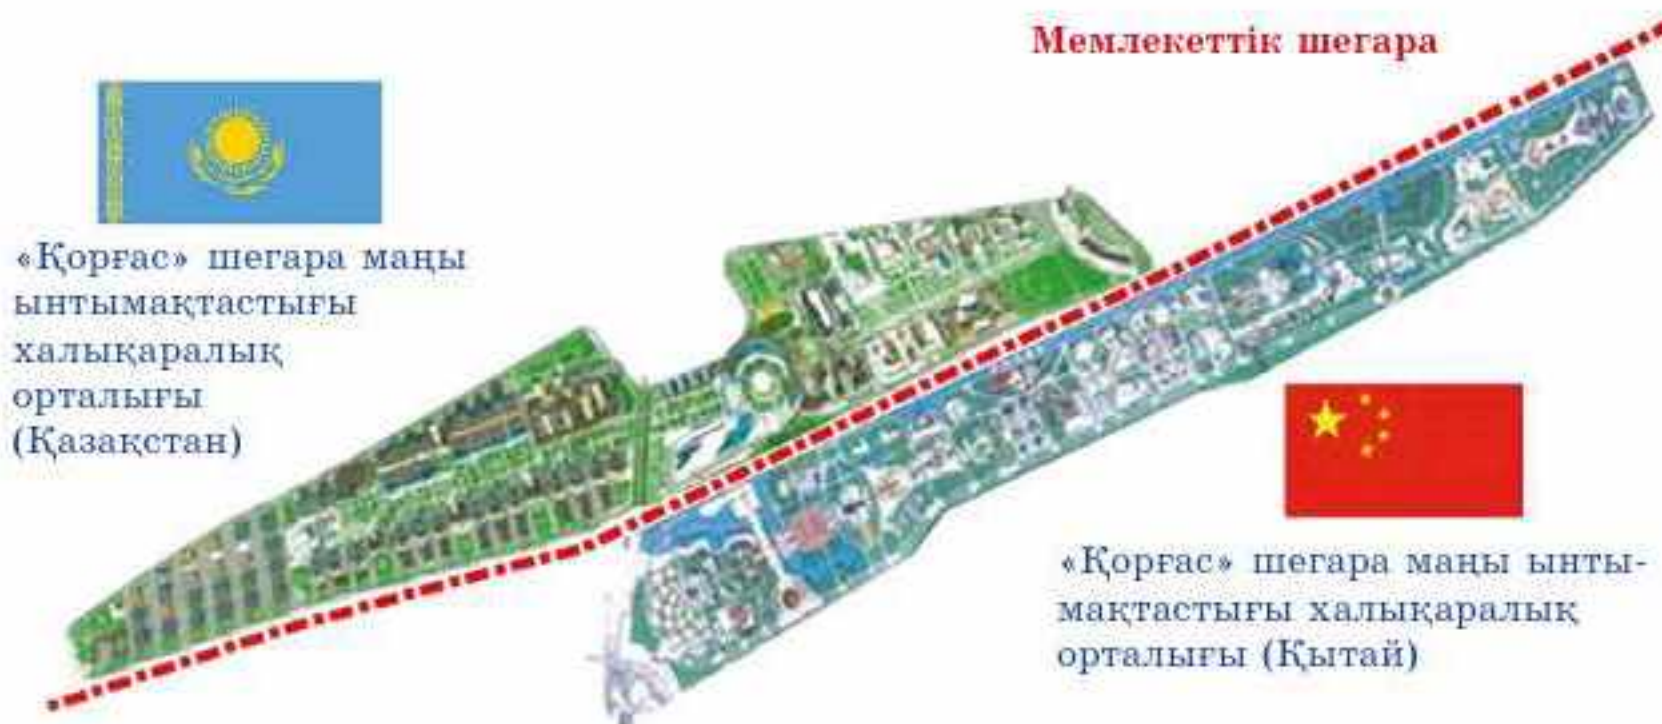 Мемлекеттік шегара
«Қорғас» шегара маңы
ынтымақтастығы
халықаралық
орталығы
(Қазақстан)
«Қорғас» шегара маңы ынты-
мақтастығы халықаралық
орталығы (Қытай)